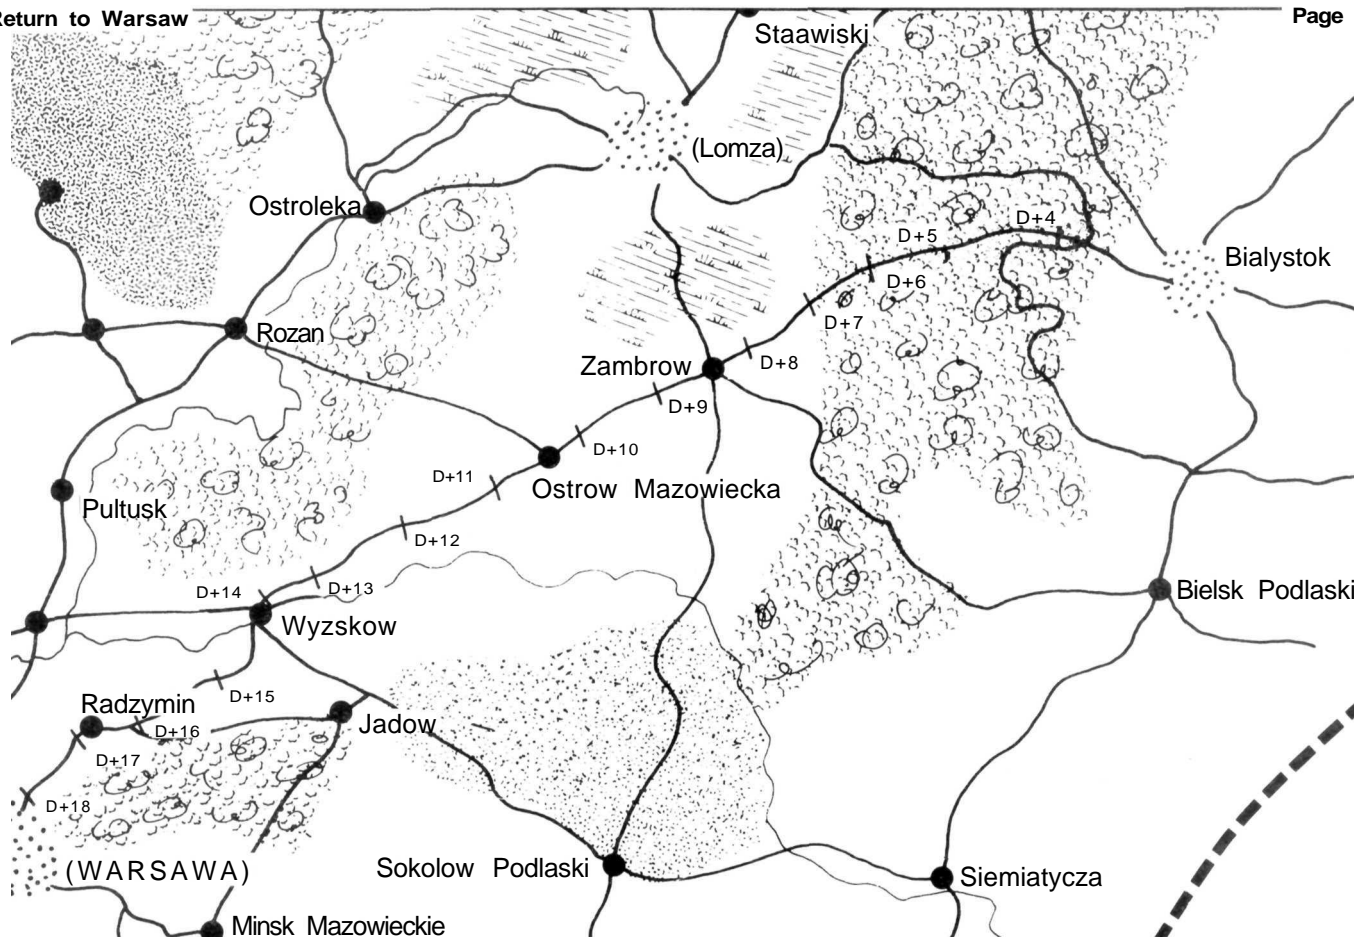 Return to Warsaw
Page
Staawiski
(Lomza)
Ostroleka
D+4
D+5
Bialystok
D+6
D+7
Rozan
Zambrow
D+8
D+9
D+10
D+11
Ostrow Mazowiecka
Pultusk
D+12
D+13
D+14
Bielsk Podlaski
Wyzskow
D+15
Radzymin
D+16
Jadow
D+17
D+18
(WARSAWA)
Sokolow Podlaski
Siemiatycza
Minsk Mazowieckie